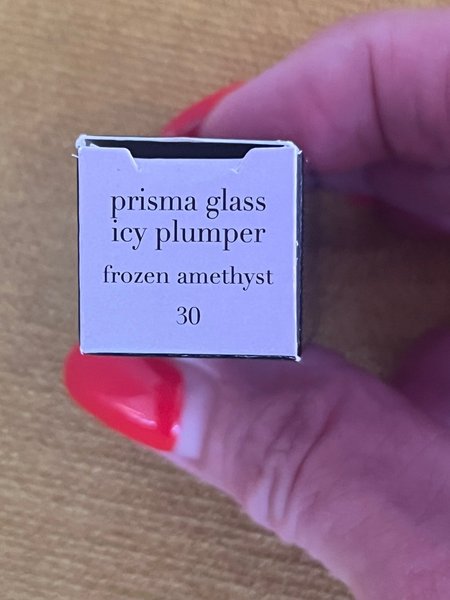 prisma glass
icy plumper
frozen amethyst
30